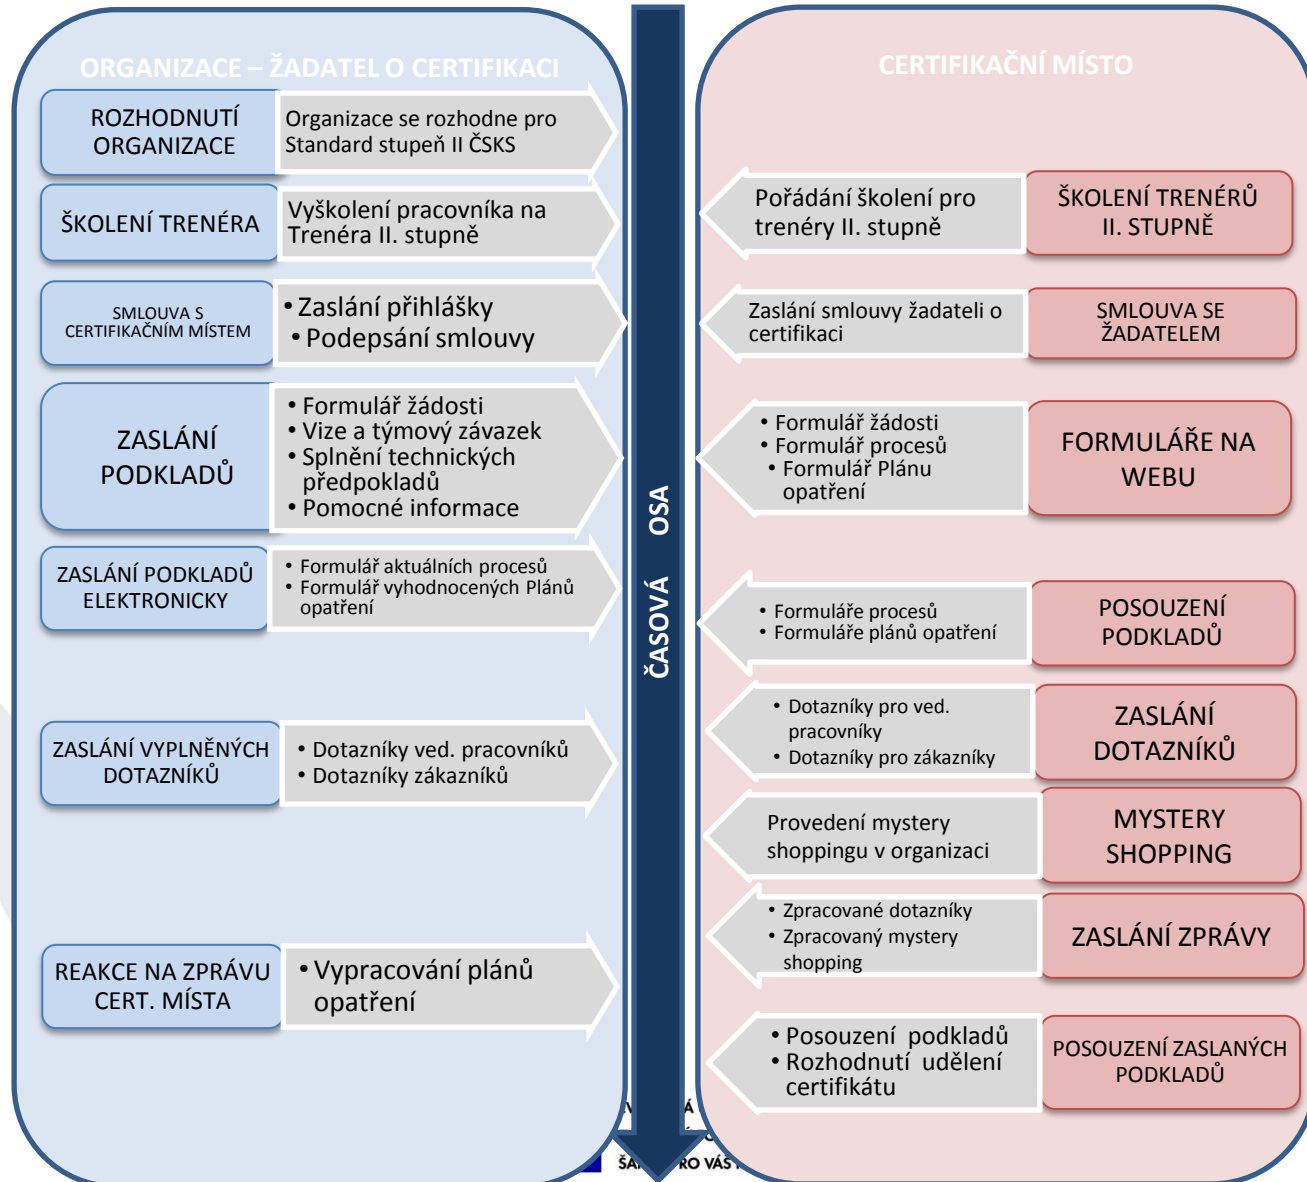 ORGANIZACE – ŽADATEL O CERTIFIKACI
ROZHODNUTÍ
ORGANIZACE
Organizace se rozhodne pro
Standard stupeň II ČSKS
ŠKOLENÍ TRENÉRA
Vyškolení pracovníka na
Trenéra II. stupně
SMLOUVA S
CERTIFIKAČNÍM MÍSTEM
• Zaslání přihlášky
• Podepsání smlouvy
ZASLÁNÍ
PODKLADŮ
• Formulář žádosti
• Vize a týmový závazek
• Splnění technických
předpokladů
• Pomocné informace
ZASLÁNÍ PODKLADŮ
ELEKTRONICKY
• Formulář aktuálních procesů
• Formulář vyhodnocených Plánů
opatření
ZASLÁNÍ VYPLNĚNÝCH
DOTAZNÍKŮ
• Dotazníky ved. pracovníků
• Dotazníky zákazníků
REAKCE NA ZPRÁVU
CERT. MÍSTA
• Vypracování plánů
opatření
ČASOVÁ OSA
CERTIFIKAČNÍ MÍSTO
Pořádání školení pro
trenéry II. stupně
ŠKOLENÍ TRENÉRŮ
II. STUPNĚ
Zaslání smlouvy žadateli o
certifikaci
SMLOUVA SE
ŽADATELEM
• Formulář žádosti
• Formulář procesů
• Formulář Plánu
opatření
FORMULÁŘE NA
WEBU
• Formuláře procesů
• Formuláře plánů opatření
POSOUZENÍ
PODKLADŮ
• Dotazníky pro ved.
pracovníky
• Dotazníky pro zákazníky
ZASLÁNÍ
DOTAZNÍKŮ
Provedení mystery
shoppingu v organizaci
MYSTERY
SHOPPING
• Zpracované dotazníky
• Zpracovaný mystery
shopping
ZASLÁNÍ ZPRÁVY
• Posouzení podkladů
• Rozhodnutí udělení
certifikátu
POSOUZENÍ ZASLANÝCH
PODKLADŮ
VÁS